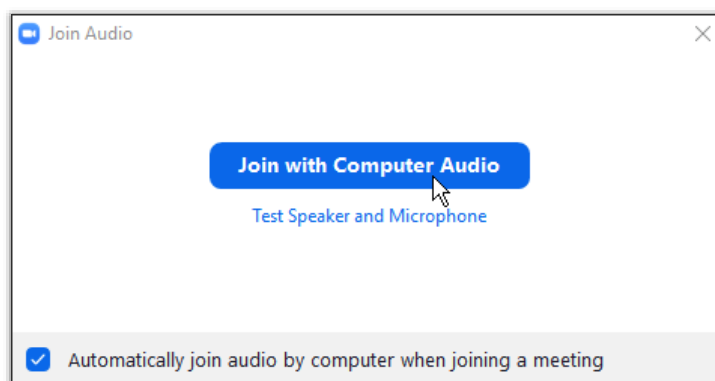 Join Audio
Join with Computer Audio
Test Speaker and Microphone
Automatically join audio by computer when joining a meeting